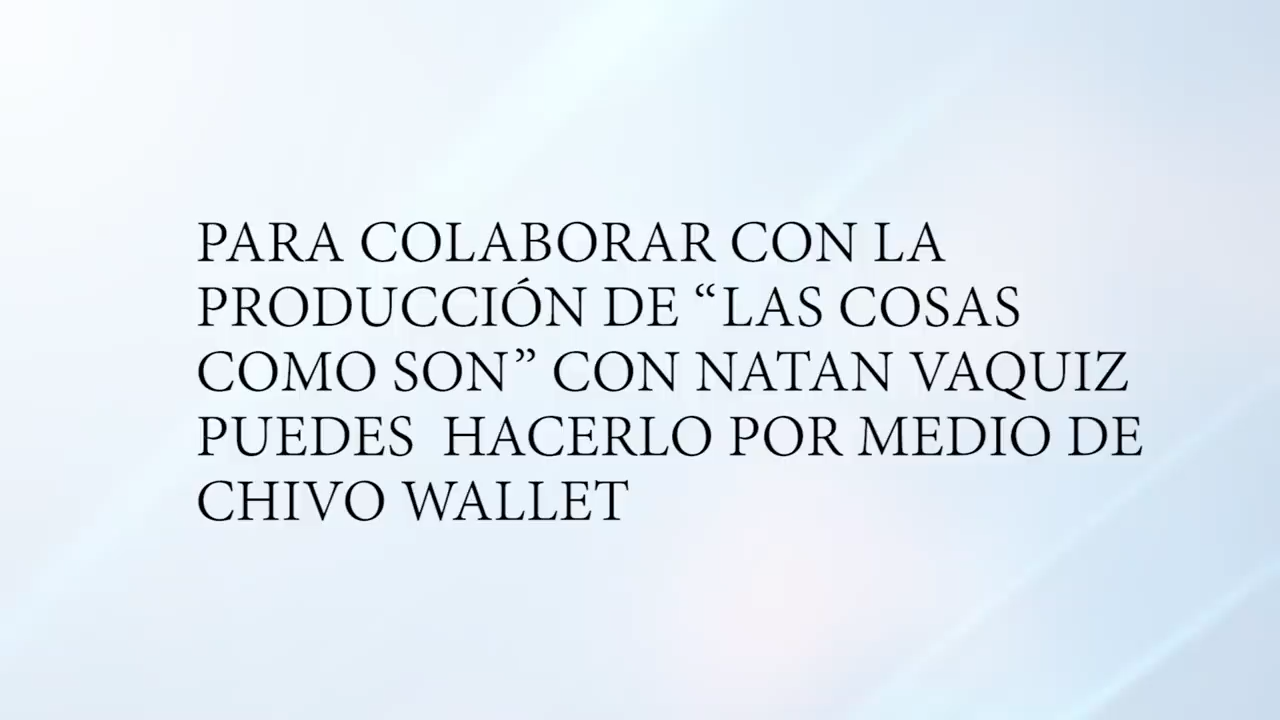 PARA COLABORAR CON LA
PRODUCCIÓN DE “LAS COSAS
COMO SON” CON NATAN VAQUIZ
PUEDES  HACERLO POR MEDIO DE
CHIVO WALLET